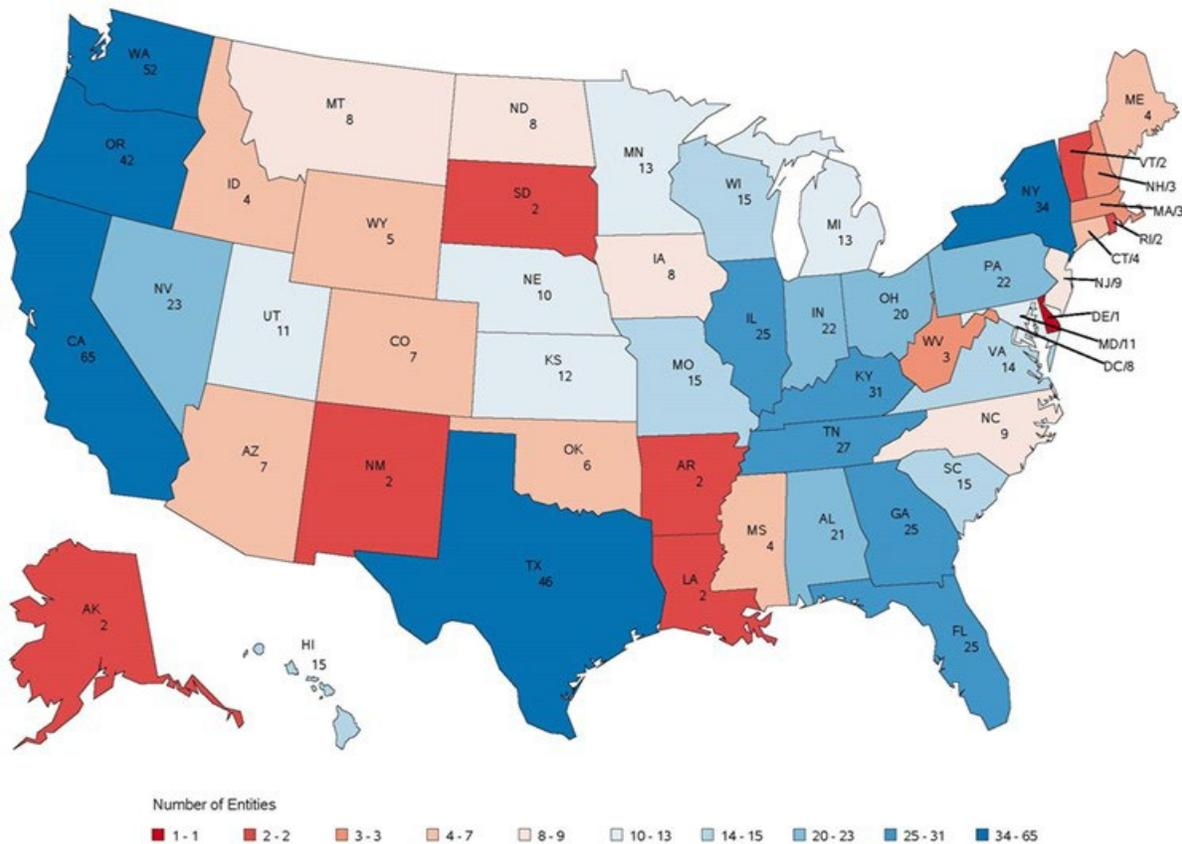 WA
52
OR
42
CA
65
ID
4
NV
23
MT
8
WY
5
UT
11
AZ
7
CO
7
NM
2
ND
8
SD
2
NE
10
KS
12
OK
6
TX
46
MN
13
IA
8
MO
15
AR
2
LA
2
WI
15
IL
25
MI
13
IN
22
OH
20
KY
31
TN
27
MS
4
AL
21
GA
25
FL
25
SC
15
NC
9
VA
14
WV
3
PA
22
NY
34
ME
4
VT/2
NH/3
MA/3
RI/2
CT/4
NJ/9
DE/1
MD/11
DC/8
AK
2
HI
15
Number of Entities
1 - 1 2 - 2 3 - 3 4 - 7 8 - 9 10 - 13 14 - 15 20 - 23 25 - 31 34 - 65